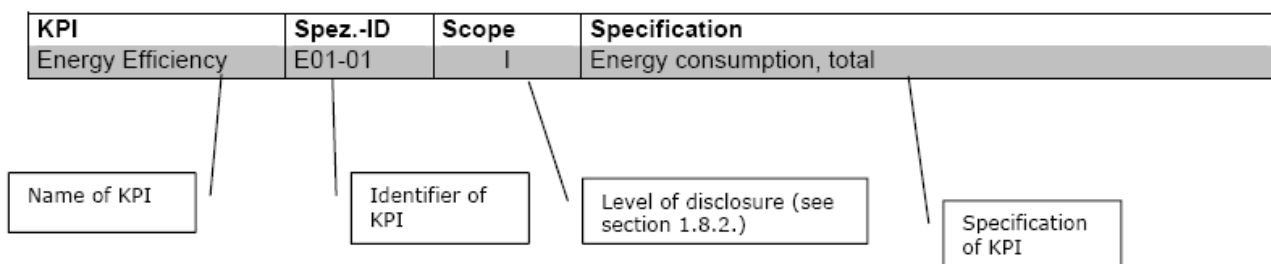 KPI Spez.-ID Scope Specification
Energy Efficiency E01-01 I Energy consumption, total
Name of KPI
Identifier of
KPI
Level of disclosure (see
section 1.8.2.)
Specification
of KPI